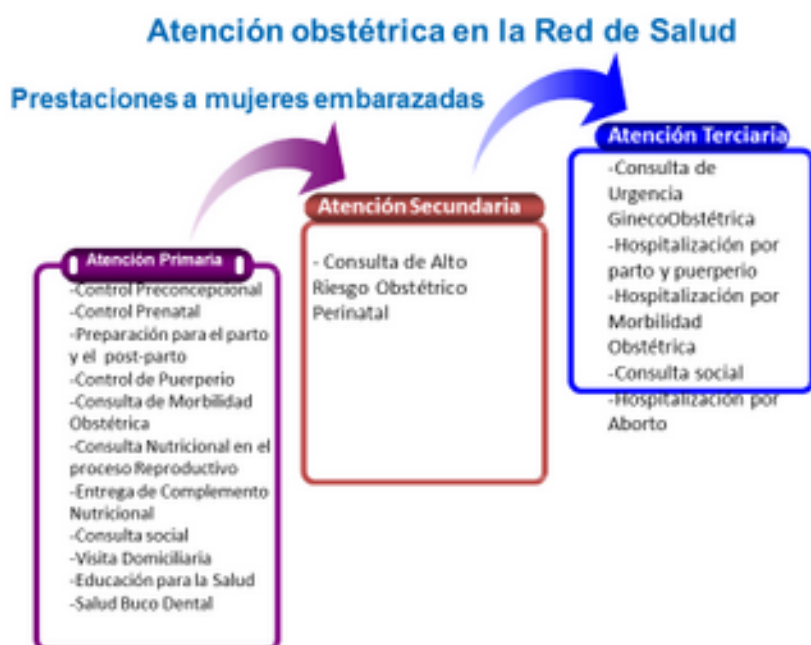 Atención obstétrica en la Red de Salud
Prestaciones a mujeres embarazadas
Atención Primaria
-Control Preconcepcional
-Control Prenatal
-Preparación para el parto
y el post-parto
-Control de Puerperio
-Consulta de Morbilidad
Obstétrica
-Consulta Nutricional en el
proceso Reproductivo
-Entrega de Complemento
Nutricional
-Consulta social
-Visita Domiciliaria
-Educación para la Salud
-Salud Buco Dental
Atención Secundaria
- Consulta de Alto
Riesgo Obstétrico
Perinatal
Atención Terciaria
-Consulta de
Urgencia
GinecoObstétrica
-Hospitalización por
parto y puerperio
-Hospitalización por
Morbilidad
Obstétrica
-Consulta social
-Hospitalización por
Aborto